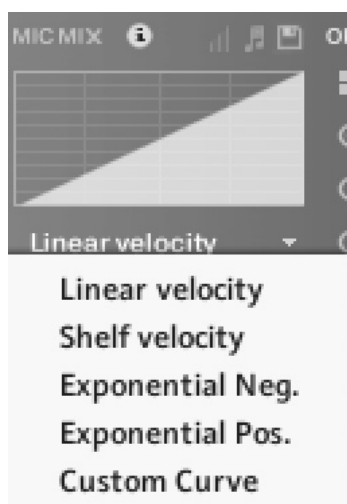 MIC MIX i
Linear velocity
Linear velocity
Shelf velocity
Exponential Neg.
Exponential Pos.
Custom Curve